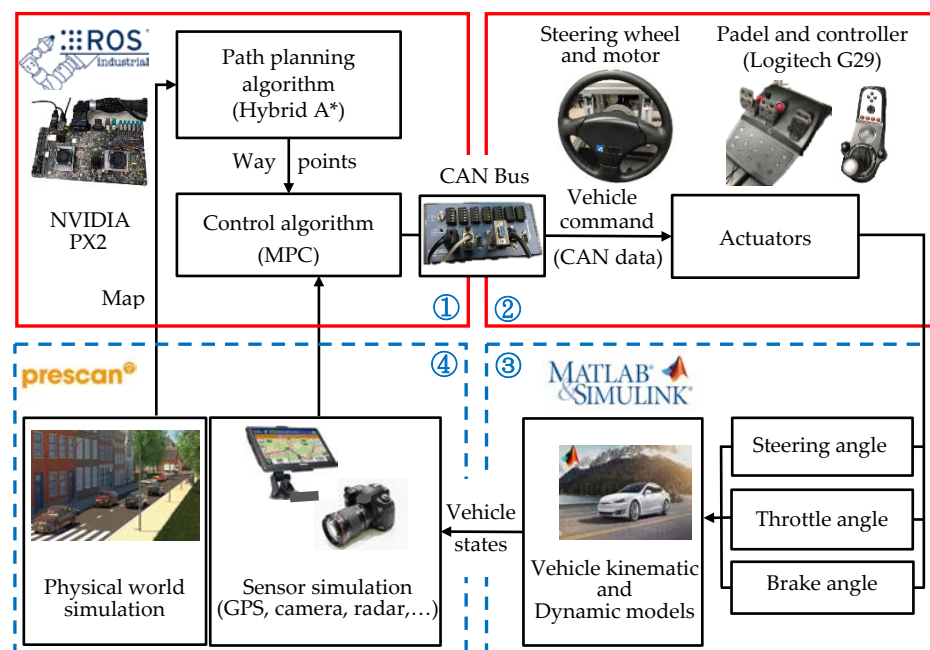 ROS®
Industrial
NVIDIA
PX2
Path planning
algorithm
(Hybrid A*)
Way points
Control algorithm
(MPC)
Map
①
CAN Bus
Steering wheel
and motor
Padel and controller
(Logitech G29)
Vehicle
command
(CAN data)
Actuators
②
prescan
④
Physical world
simulation
Sensor simulation
(GPS, camera, radar,...)
Vehicle
states
③
MATLAB®
&SIMULINK®
Vehicle kinematic
and
Dynamic models
Steering angle
Throttle angle
Brake angle